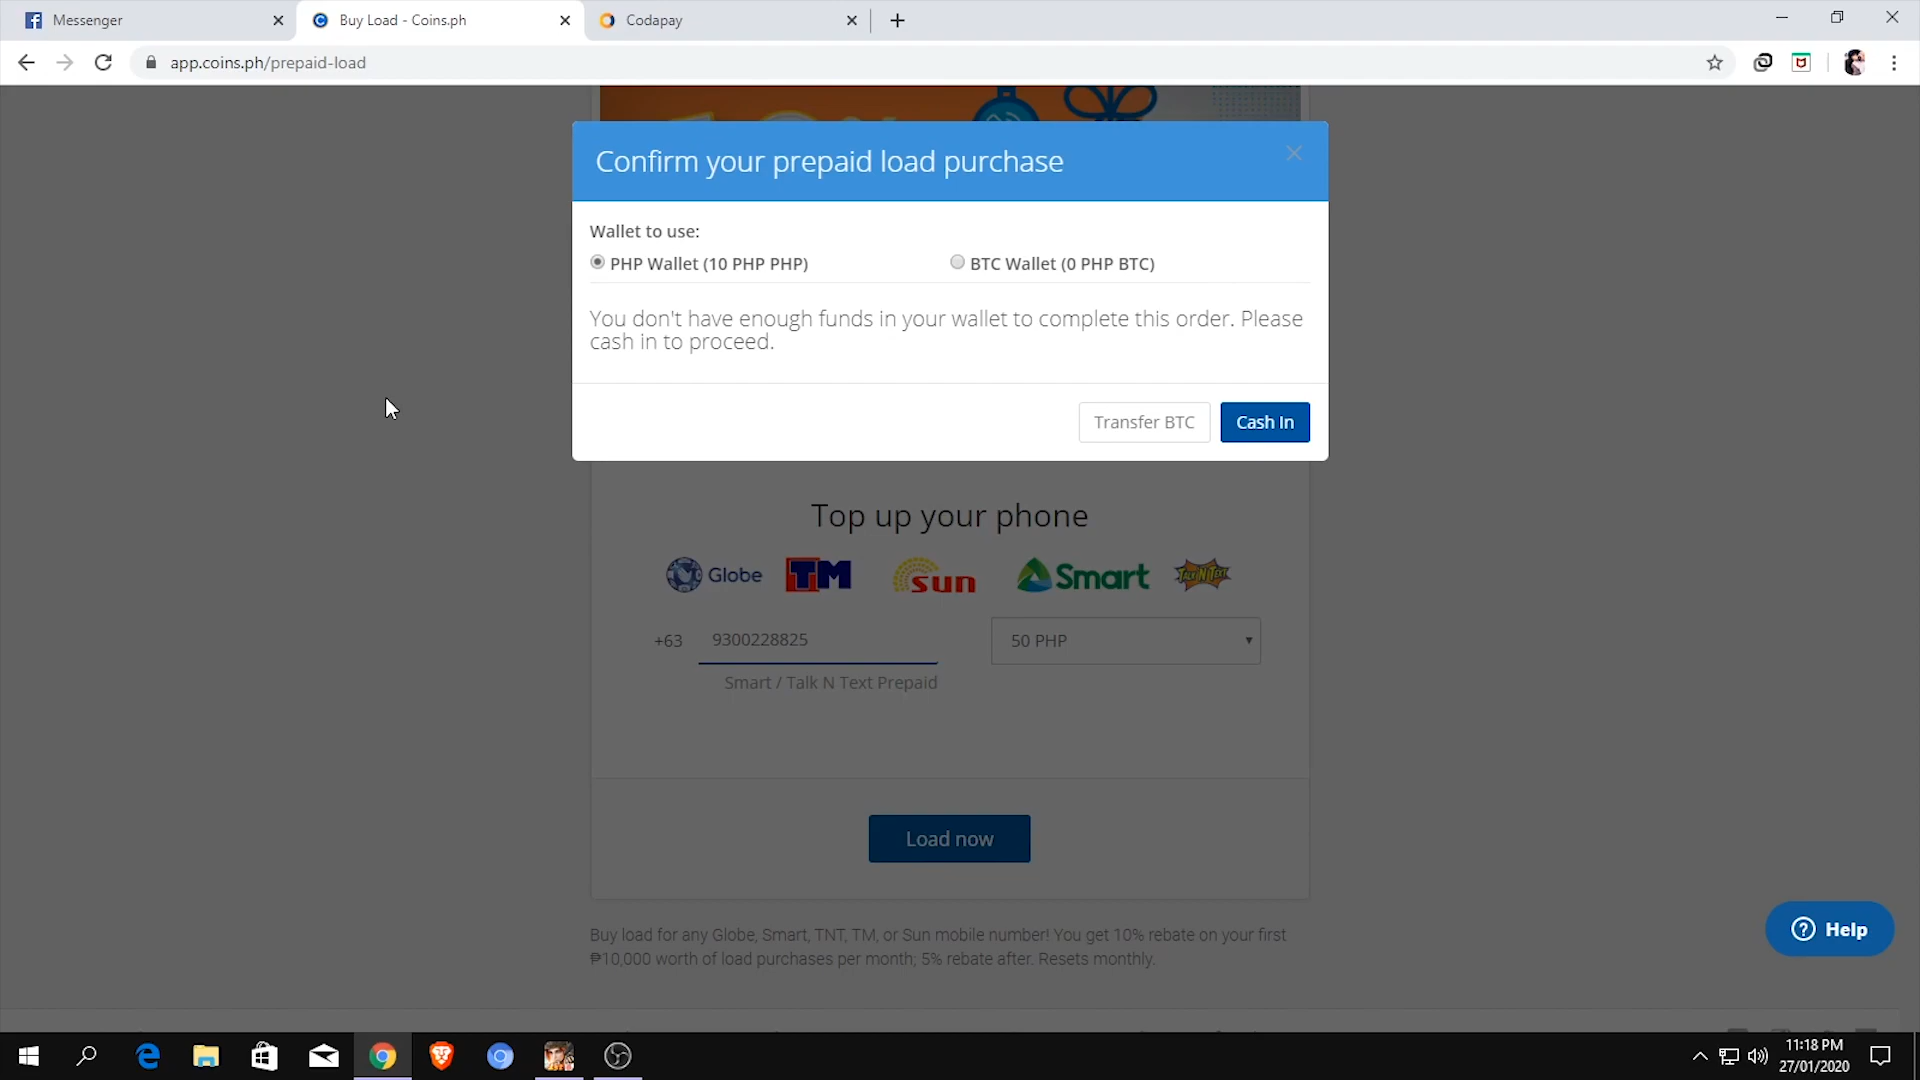 Messenger
Buy Load - Coins.ph
Codapay
app.coins.ph/prepaid-load
Confirm your prepaid load purchase
Wallet to use:
PHP Wallet (10 PHP PHP)
BTC Wallet (0 PHP BTC)
You don't have enough funds in your wallet to complete this order. Please
cash in to proceed.
Transfer BTC
Cash In
Top up your phone
Globe
TM
sun
Smart
TALK N TEXT
+63
9300228825
50 PHP
Smart / Talk N Text Prepaid
Load now
Buy load for any Globe, Smart, TNT, TM, or Sun mobile number! You get 10% rebate on your first
₱10,000 worth of load purchases per month; 5% rebate after. Resets monthly.
Help
11:18 PM
27/01/2020